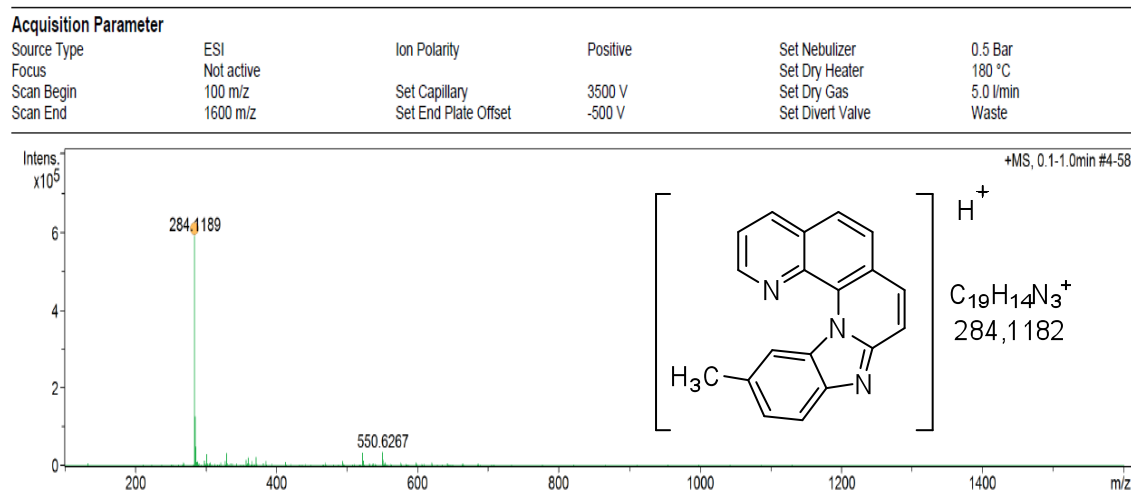 Acquisition Parameter
Source Type ESI Ion Polarity Positive Set Nebulizer 0.5 Bar
Focus Not active Set Dry Heater 180 °C
Scan Begin 100 m/z Set Capillary 3500 V Set Dry Gas 5.0 l/min
Scan End 1600 m/z Set End Plate Offset -500 V Set Divert Valve Waste
Intens. +MS, 0.1-1.0min #4-58
x10⁵
284.1189
6
4
2
0
550.6267
H⁺
N
N
N
H₃C
C₁₉H₁₄N₃⁺
284,1182
200 400 600 800 1000 1200 1400 m/z